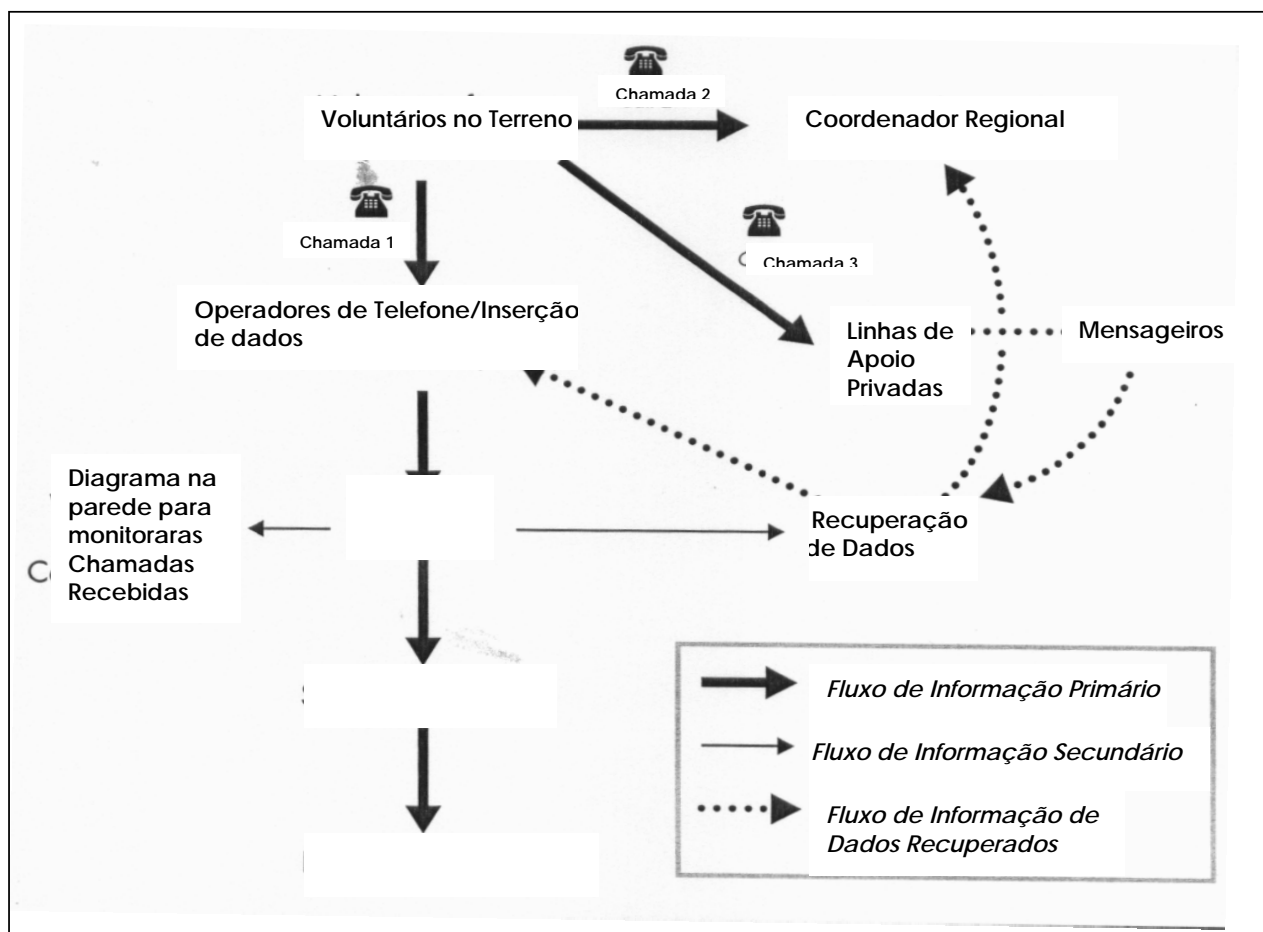 Chamada 2
Voluntários no Terreno
Coordenador Regional
Chamada 1
Chamada 3
Operadores de Telefone/Inserção
de dados
Linhas de
Apoio
Privadas
Mensageiros
Diagrama na
parede para
monitoraras
Chamadas
Recebidas
Recuperação
de Dados
Fluxo de Informação Primário
Fluxo de Informação Secundário
Fluxo de Informação de
Dados Recuperados